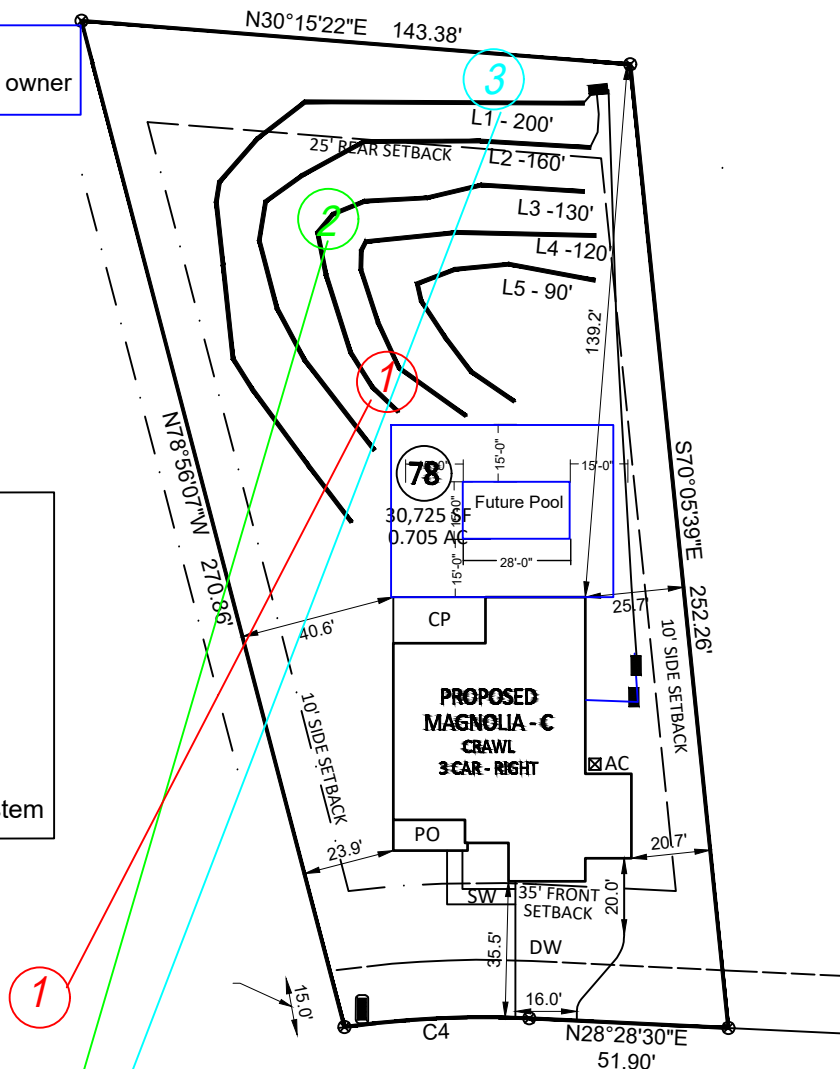 N30°15'22"E 143.38'
owner
3
L1 - 200'
25' REAR SETBACK
L2 -160'
L3 -130'
2
L4 -120'
L5 - 90'
139.2'
1
N78°56'07"W 270.86'
S70°05'39"E 252.26'
78
15'-0"
15'-0"
30,725 SF
0.705 AC
Future Pool
15'-0"
28'-0"
15'-0"
CP
40.6'
25.7'
10' SIDE SETBACK
10' SIDE SETBACK
PROPOSED
MAGNOLIA - C
CRAWL
3 CAR - RIGHT
AC
stem
PO
23.9'
20.7'
SW
35' FRONT
SETBACK
20.0'
35.5'
DW
1
15.0'
16.0'
C4
N28°28'30"E
51.90'